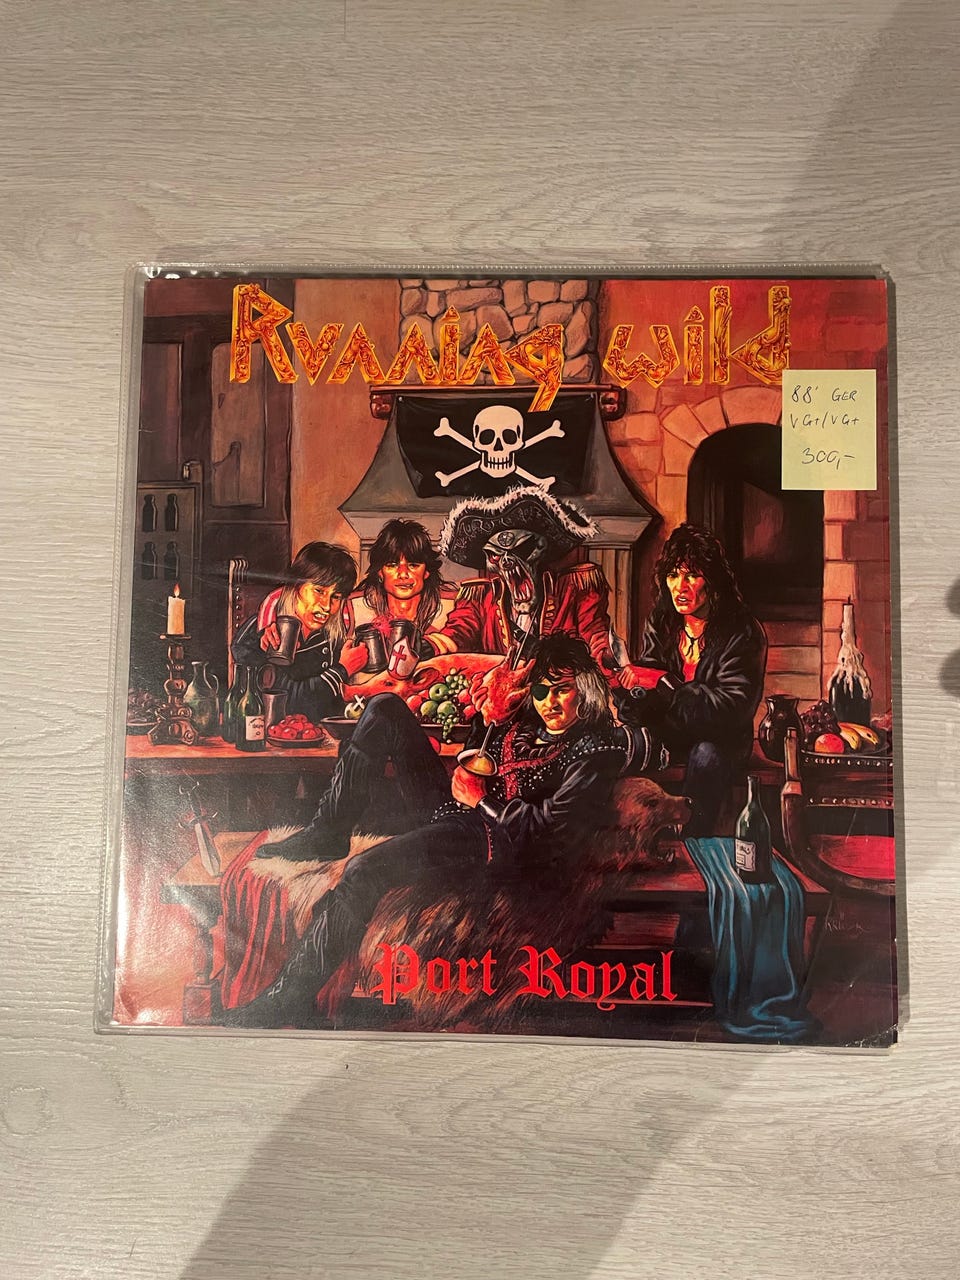 Running Wild
88' GER
VG+/VG+
300,-
Port Royal